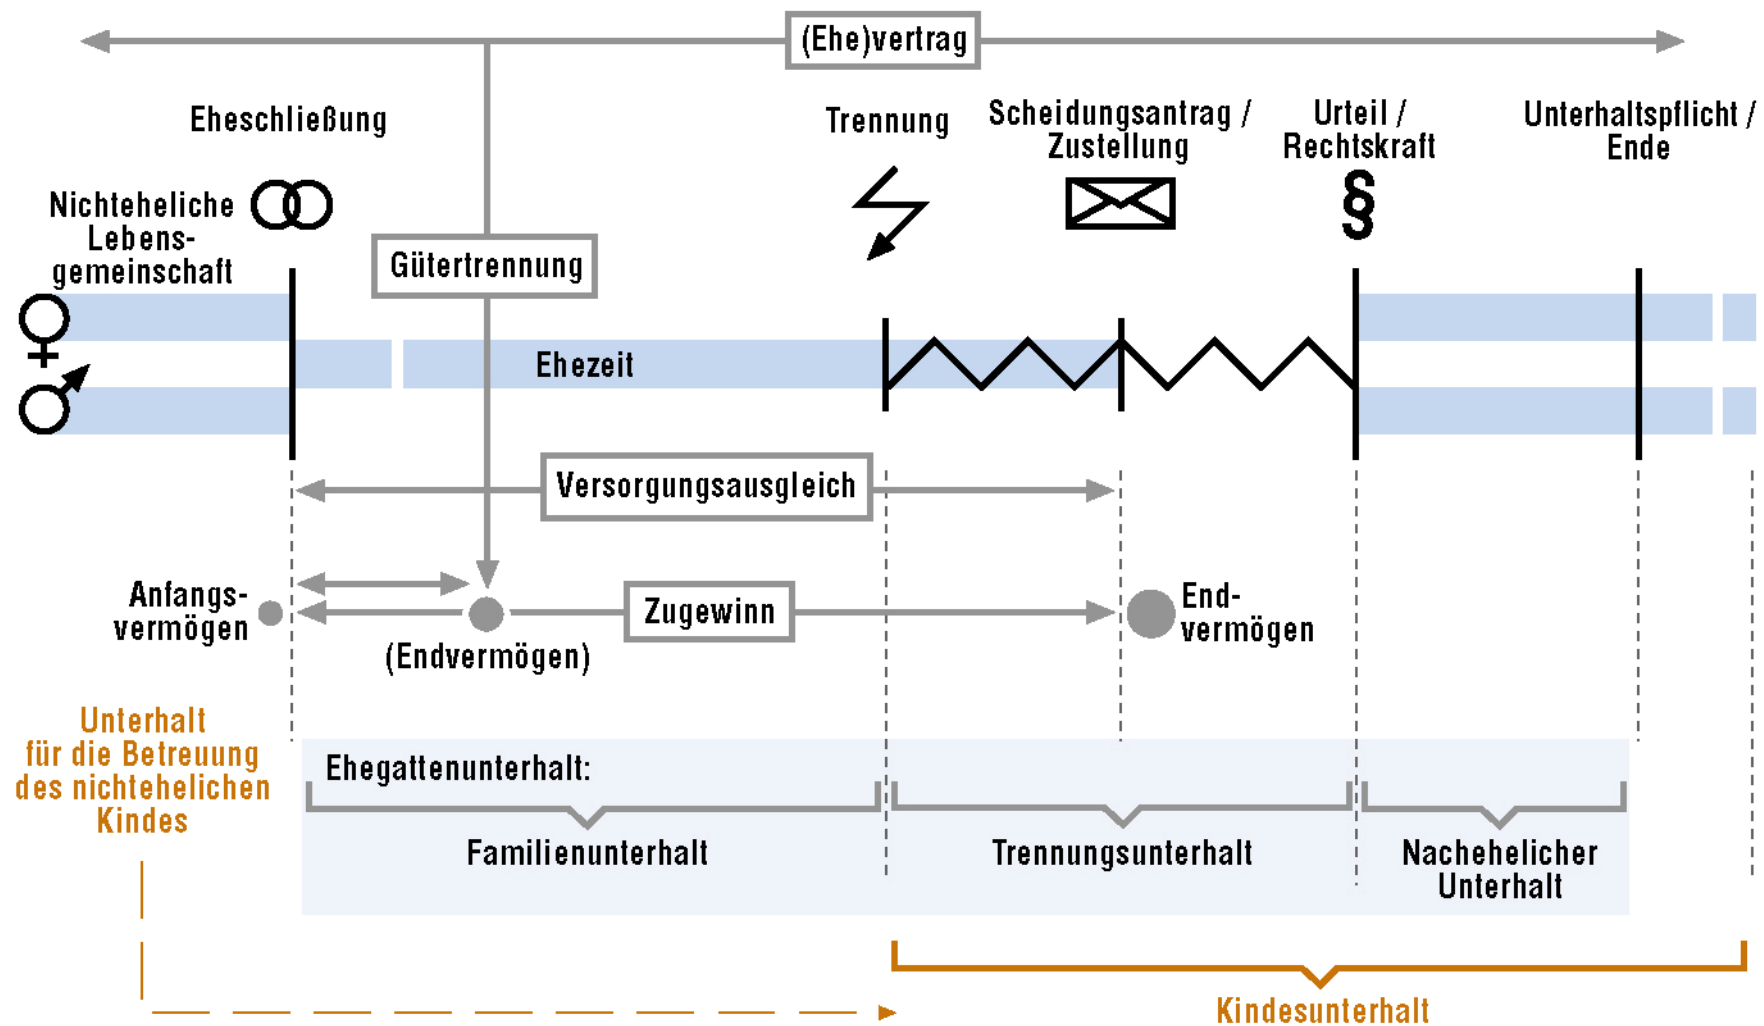 (Ehe)vertrag
Eheschließung
Trennung
Scheidungsantrag /
Zustellung
Urteil /
Rechtskraft
§
Unterhaltspflicht /
Ende
Nichteheliche
Lebens-
gemeinschaft
Gütertrennung
Ehezeit
Versorgungsausgleich
Anfangs-
vermögen
(Endvermögen)
Zugewinn
End-
vermögen
Unterhalt
für die Betreuung
des nichtehelichen
Kindes
Ehegattenunterhalt:
Familienunterhalt
Trennungsunterhalt
Nachehelicher
Unterhalt
Kindesunterhalt